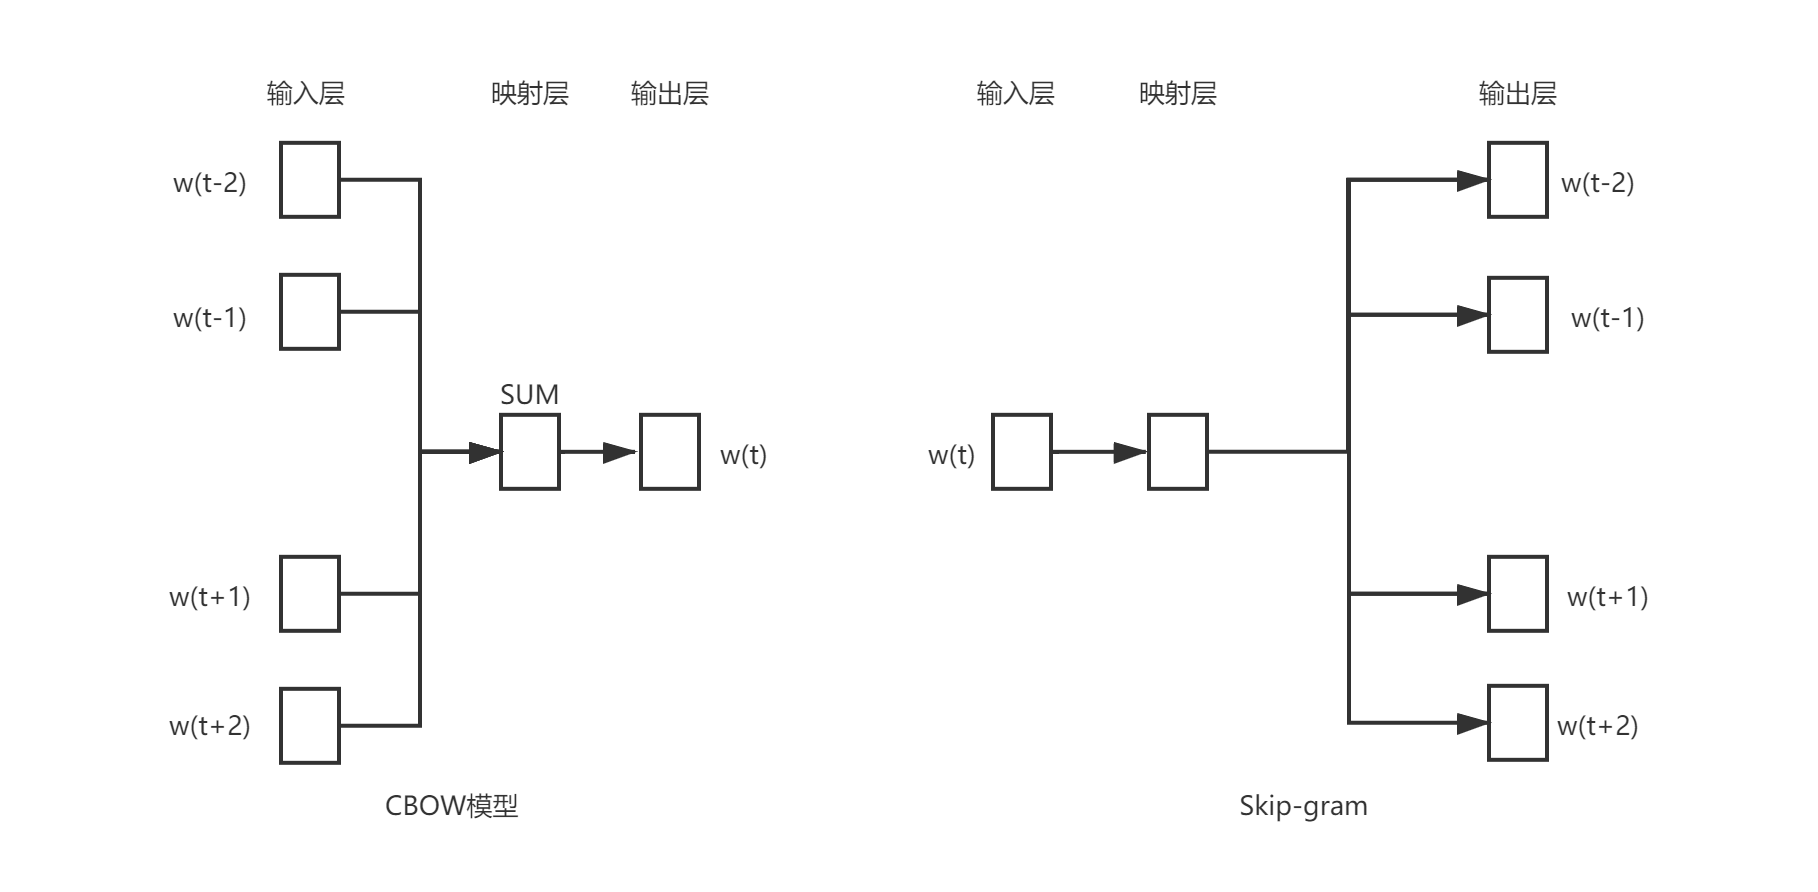 输入层
映射层
输出层
w(t-2)
w(t-1)
SUM
w(t)
w(t+1)
w(t+2)
CBOW模型
输入层
映射层
输出层
w(t-2)
w(t-1)
w(t)
w(t+1)
w(t+2)
Skip-gram